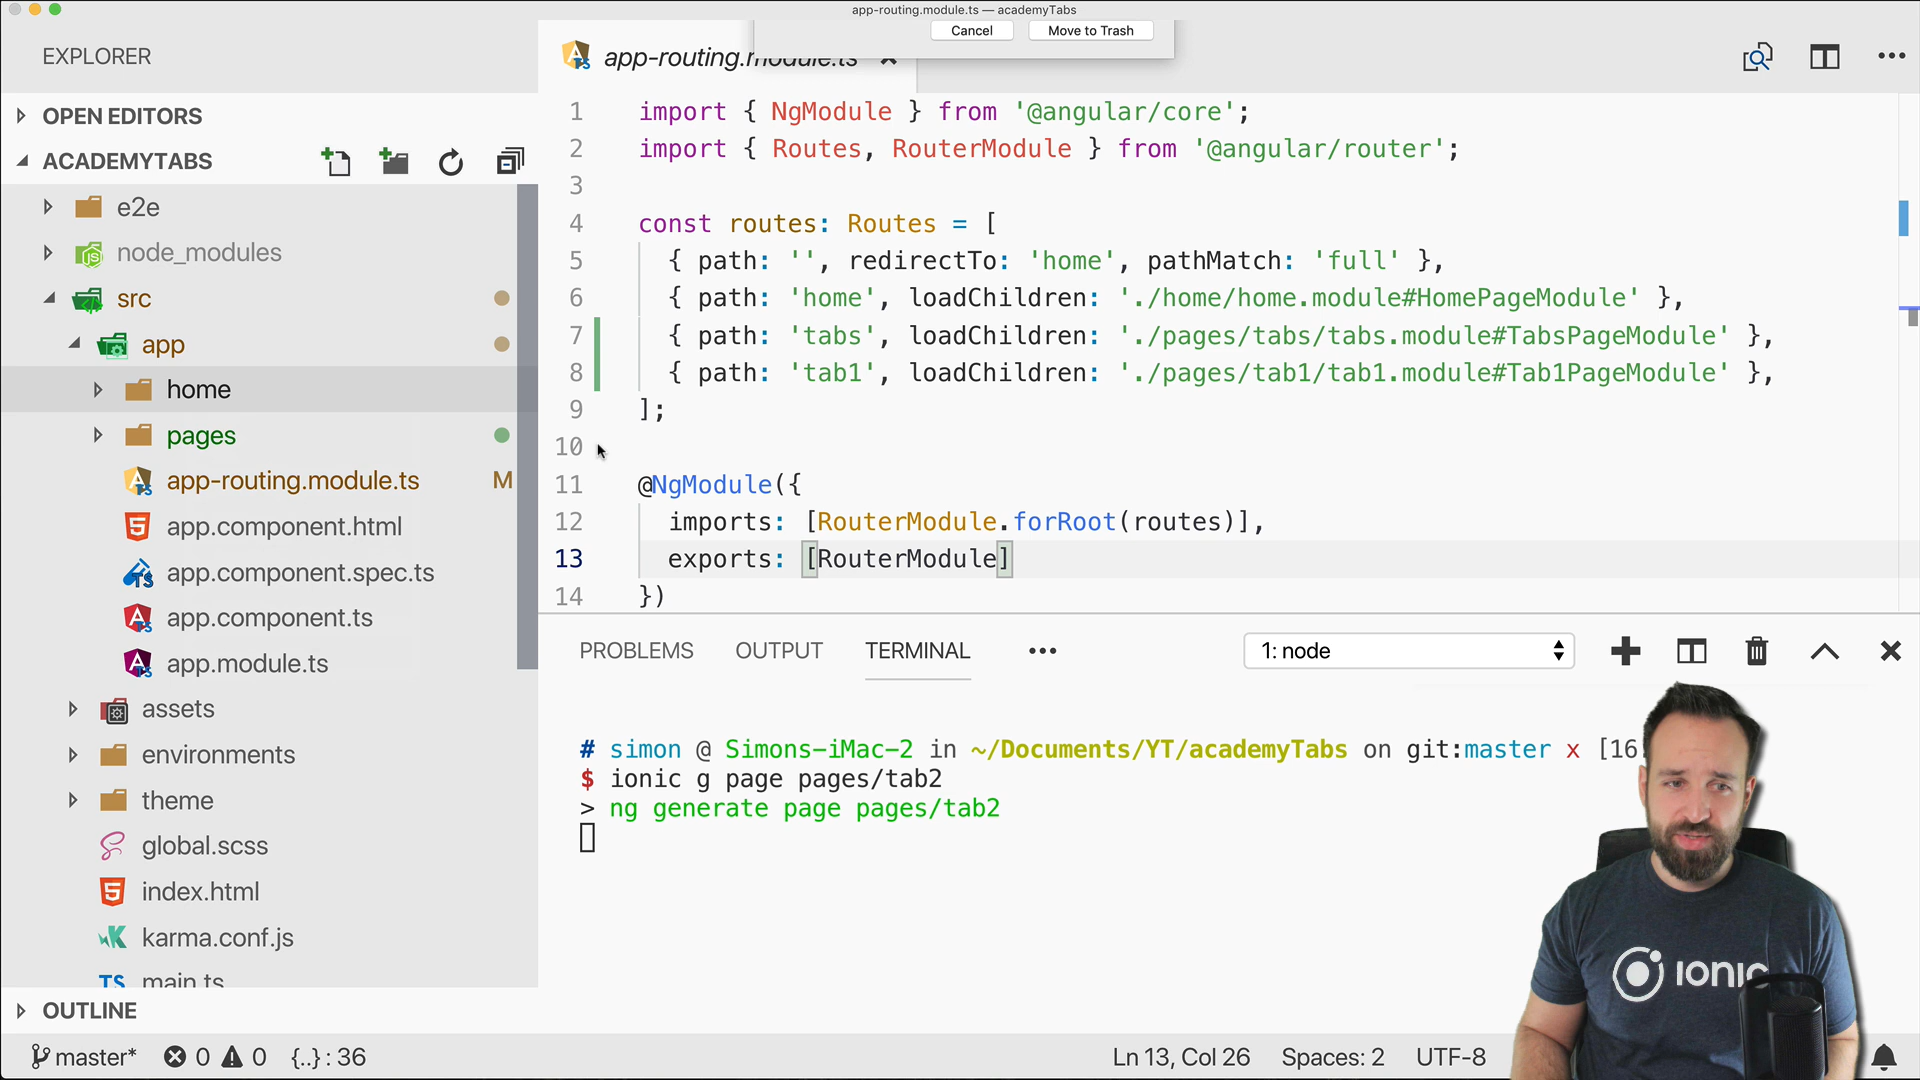 app-routing.module.ts — academyTabs
Cancel
Move to Trash
EXPLORER
app-routing.module.ts
OPEN EDITORS
ACADEMYTABS
e2e
node_modules
src
app
home
pages
app-routing.module.ts M
app.component.html
app.component.spec.ts
app.component.ts
app.module.ts
assets
environments
theme
global.scss
index.html
karma.conf.js
main.ts
OUTLINE
1 import { NgModule } from '@angular/core';
2 import { Routes, RouterModule } from '@angular/router';
3
4 const routes: Routes = [
5 { path: '', redirectTo: 'home', pathMatch: 'full' },
6 { path: 'home', loadChildren: './home/home.module#HomePageModule' },
7 { path: 'tabs', loadChildren: './pages/tabs/tabs.module#TabsPageModule' },
8 { path: 'tab1', loadChildren: './pages/tab1/tab1.module#Tab1PageModule' },
9 ];
10
11 @NgModule({
12 imports: [RouterModule.forRoot(routes)],
13 exports: [RouterModule]
14 })
PROBLEMS OUTPUT TERMINAL ••• 1: node
# simon @ Simons-iMac-2 in ~/Documents/YT/academyTabs on git:master x [16
$ ionic g page pages/tab2
> ng generate page pages/tab2
ionic
master* 0 0 {..} : 36 Ln 13, Col 26 Spaces: 2 UTF-8